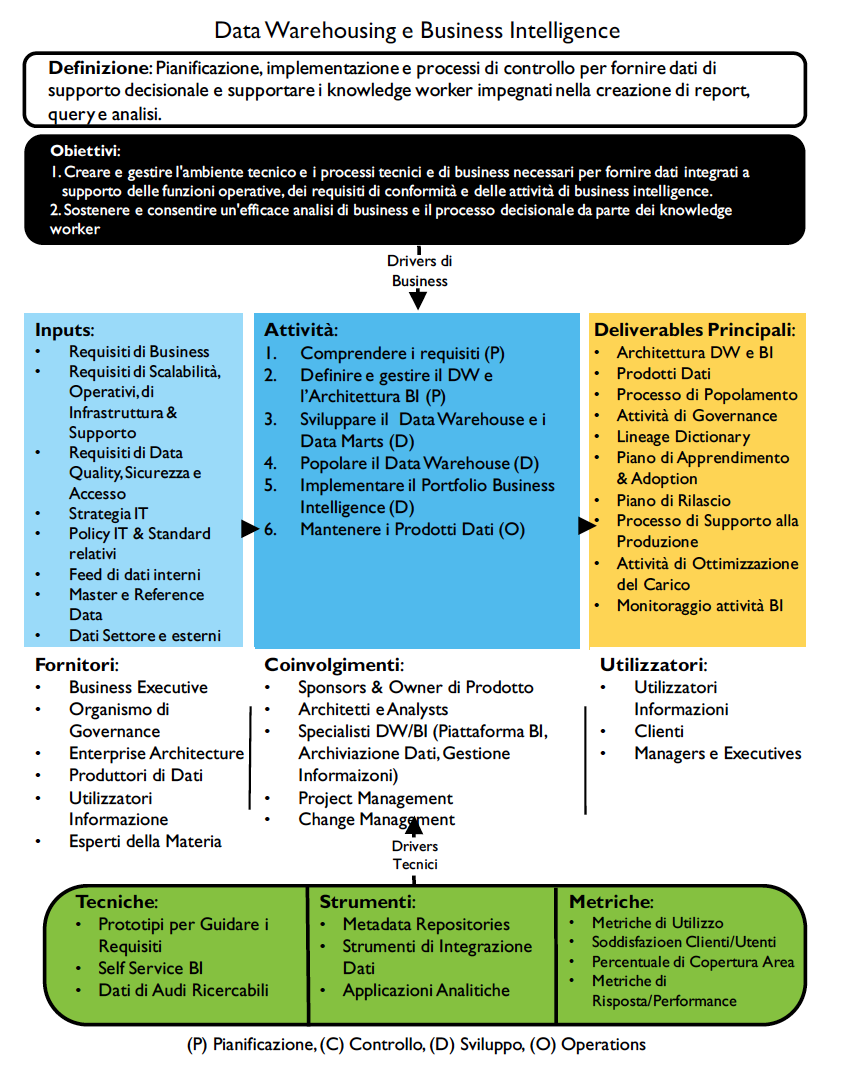 Data Warehousing e Business Intelligence
Definizione: Pianificazione, implementazione e processi di controllo per fornire dati di
supporto decisionale e supportare i knowledge worker impegnati nella creazione di report,
query e analisi.
Obiettivi:
1. Creare e gestire l'ambiente tecnico e i processi tecnici e di business necessari per fornire dati integrati a
supporto delle funzioni operative, dei requisiti di conformità e delle attività di business intelligence.
2. Sostenere e consentire un'efficace analisi di business e il processo decisionale da parte dei knowledge
worker
Drivers di
Business
Inputs:
• Requisiti di Business
• Requisiti di Scalabilità,
Operativi, di
Infrastruttura &
Supporto
• Requisiti di Data
Quality, Sicurezza e
Accesso
• Strategia IT
• Policy IT & Standard
relativi
• Feed di dati interni
• Master e Reference
Data
• Dati Settore e esterni
Attività:
1. Comprendere i requisiti (P)
2. Definire e gestire il DW e
l'Architettura BI (P)
3. Sviluppare il Data Warehouse e i
Data Marts (D)
4. Popolare il Data Warehouse (D)
5. Implementare il Portfolio Business
Intelligence (D)
6. Mantenere i Prodotti Dati (O)
Deliverables Principali:
• Architettura DW e BI
• Prodotti Dati
• Processo di Popolamento
• Attività di Governance
• Lineage Dictionary
• Piano di Apprendimento
& Adoption
• Piano di Rilascio
• Processo di Supporto alla
Produzione
• Attività di Ottimizzazione
del Carico
• Monitoraggio attività BI
Fornitori:
• Business Executive
• Organismo di
Governance
• Enterprise Architecture
• Produttori di Dati
• Utilizzatori
Informazione
• Esperti della Materia
Coinvolgimenti:
• Sponsors & Owner di Prodotto
• Architetti e Analysts
• Specialisti DW/BI (Piattaforma BI,
Archiviazione Dati, Gestione
Informaizoni)
• Project Management
• Change Management
Utilizzatori:
• Utilizzatori
Informazioni
• Clienti
• Managers e Executives
Drivers
Tecnici
Tecniche:
• Prototipi per Guidare i
Requisiti
• Self Service BI
• Dati di Audi Ricercabili
Strumenti:
• Metadata Repositories
• Strumenti di Integrazione
Dati
• Applicazioni Analitiche
Metriche:
• Metriche di Utilizzo
• Soddisfazioen Clienti/Utenti
• Percentuale di Copertura Area
• Metriche di
Risposta/Performance
(P) Pianificazione, (C) Controllo, (D) Sviluppo, (O) Operations